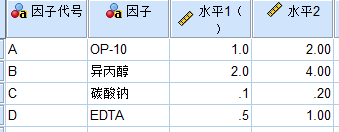 因子代号 因子 水平1（ 水平2
）
A OP-10 1.0 2.00
B 异丙醇 2.0 4.00
C 碳酸钠 .1 .20
D EDTA .5 1.00